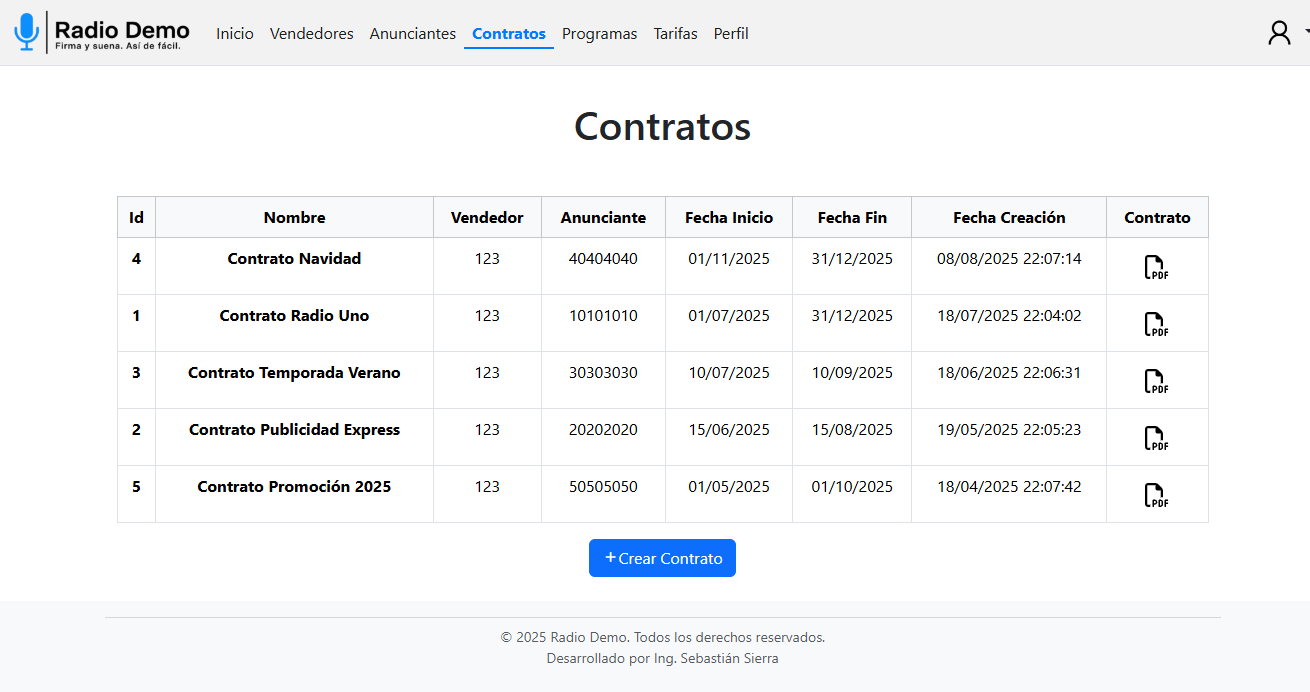 Radio Demo
Firma y suena. Así de fácil.
Inicio Vendedores Anunciantes Contratos Programas Tarifas Perfil
Contratos
Id Nombre Vendedor Anunciante Fecha Inicio Fecha Fin Fecha Creación Contrato
4 Contrato Navidad 123 40404040 01/11/2025 31/12/2025 08/08/2025 22:07:14 PDF
1 Contrato Radio Uno 123 10101010 01/07/2025 31/12/2025 18/07/2025 22:04:02 PDF
3 Contrato Temporada Verano 123 30303030 10/07/2025 10/09/2025 18/06/2025 22:06:31 PDF
2 Contrato Publicidad Express 123 20202020 15/06/2025 15/08/2025 19/05/2025 22:05:23 PDF
5 Contrato Promoción 2025 123 50505050 01/05/2025 01/10/2025 18/04/2025 22:07:42 PDF
+ Crear Contrato
© 2025 Radio Demo. Todos los derechos reservados.
Desarrollado por Ing. Sebastián Sierra